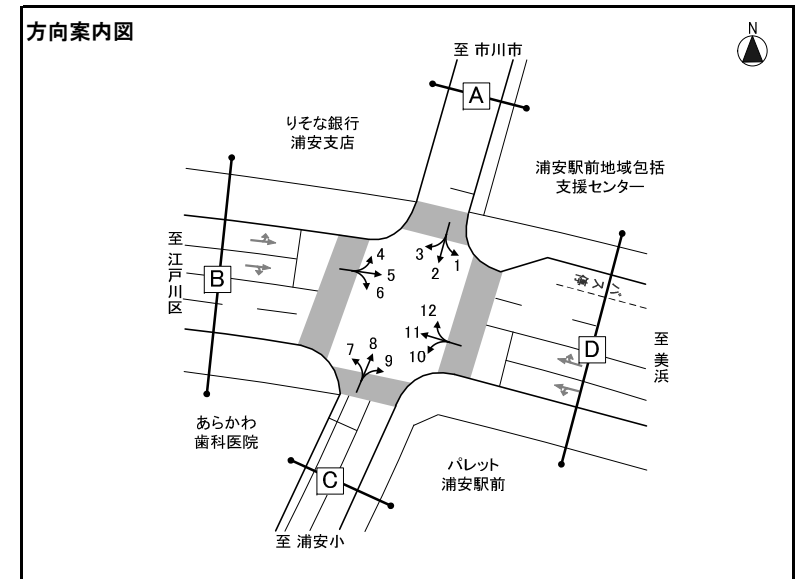 方向案内図
N
至 市川市
A
りそな銀行
浦安支店
浦安駅前地域包括
支援センター
至 江戸川区
B
4
5
6
3
2
1
バス停
12
11
10
7
8
9
D
至 美浜
あらかわ
歯科医院
C
パレット
浦安駅前
至 浦安小